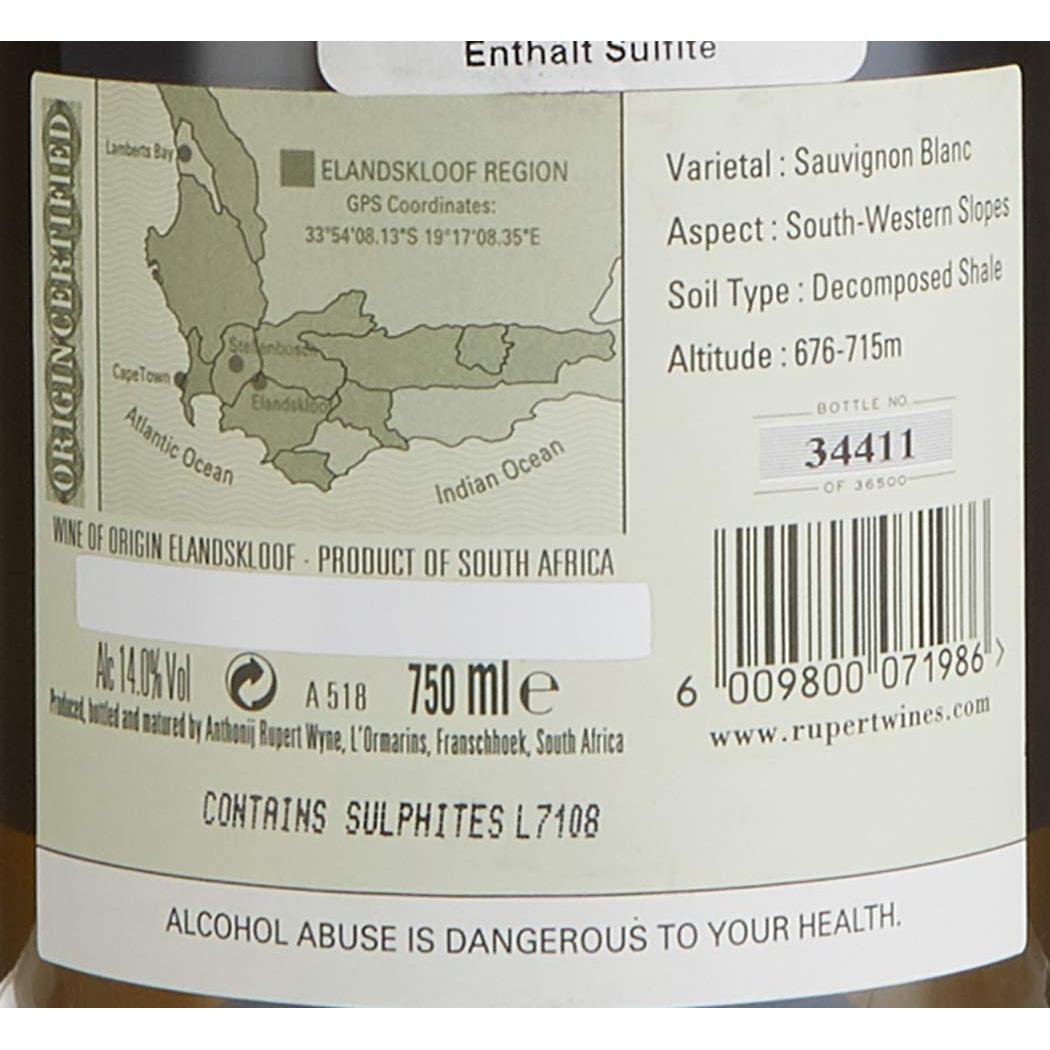 Enthält Sulfite
ORIGIN CERTIFIED
Lamberts Bay
ELANDSKLOOF REGION
GPS Coordinates:
33°54'08.13"S 19°17'08.35"E
Stellenbosch
Cape Town
Elandskloof
Atlantic Ocean
Indian Ocean
WINE OF ORIGIN ELANDSKLOOF · PRODUCT OF SOUTH AFRICA
Alc 14.0% Vol
A 518
750 ml e
Produced, bottled and matured by Anthonij Rupert Wyne, L'Ormarins, Franschhoek, South Africa
CONTAINS SULPHITES L7108
Varietal : Sauvignon Blanc
Aspect : South-Western Slopes
Soil Type : Decomposed Shale
Altitude : 676-715m
BOTTLE NO.
34411
OF 36500
6 009800 071986 >
www.rupertwines.com
ALCOHOL ABUSE IS DANGEROUS TO YOUR HEALTH.